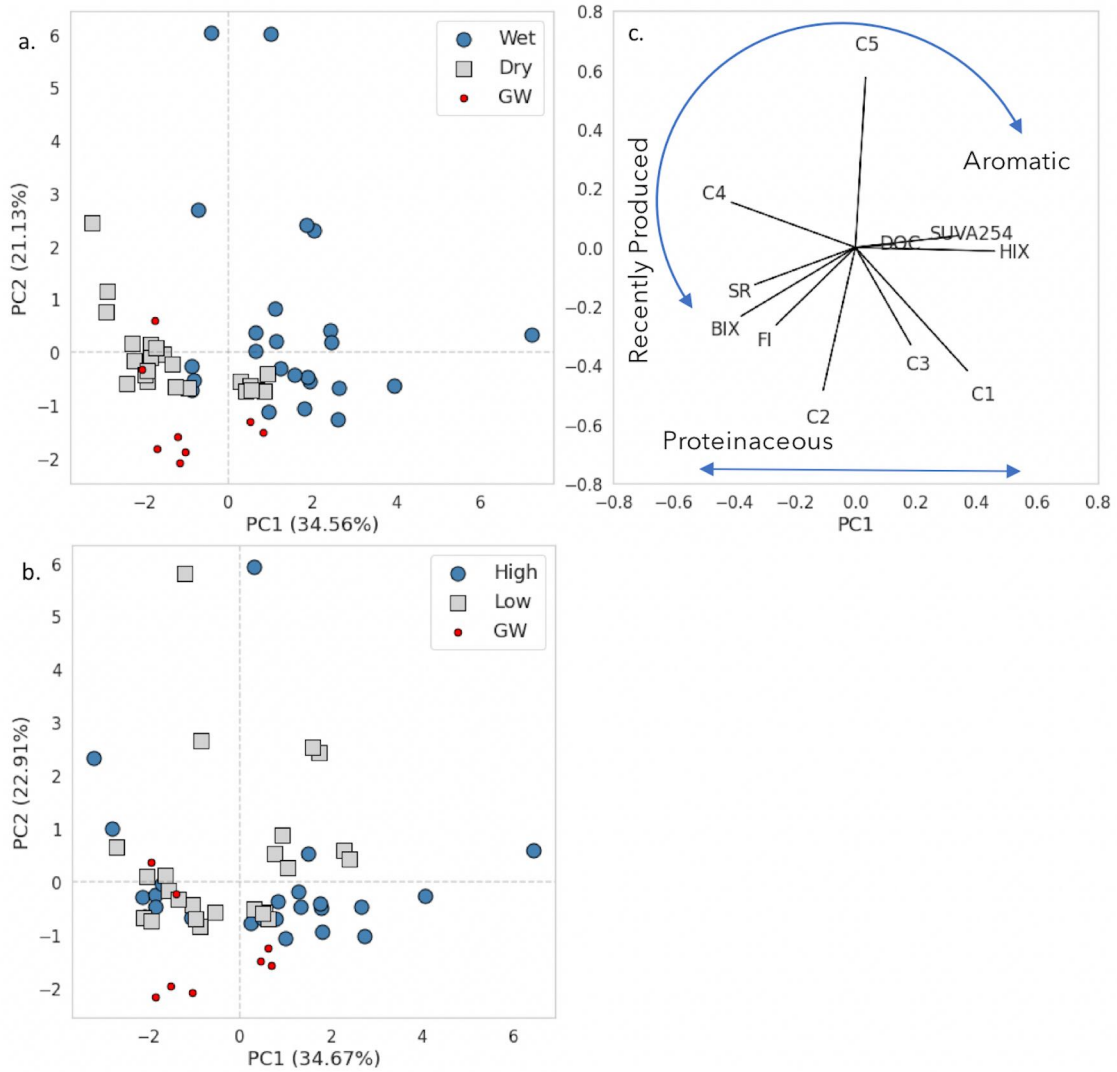 a.
6
5
4
3
2
1
0
−1
−2
PC2 (21.13%)
−2
0
2
4
6
PC1 (34.56%)
Wet
Dry
GW
c.
0.8
0.6
0.4
0.2
0.0
−0.2
−0.4
−0.6
−0.8
−0.8
−0.6
−0.4
−0.2
0.0
0.2
0.4
0.6
0.8
PC1
C5
Aromatic
Recently Produced
C4
DOC
SUVA254
HIX
SR
BIX
FI
C3
C1
C2
Proteinaceous
b.
6
5
4
3
2
1
0
−1
−2
PC2 (22.91%)
−2
0
2
4
6
PC1 (34.67%)
High
Low
GW